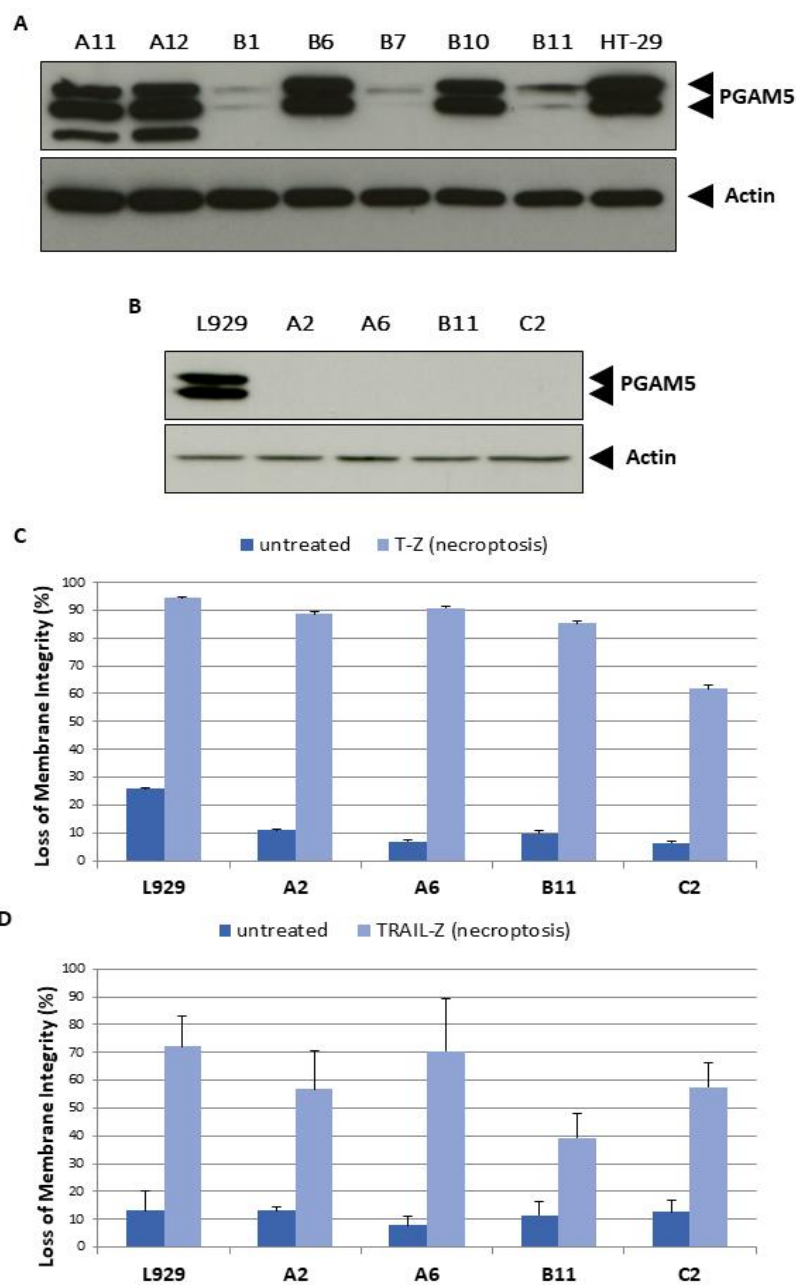 A
A11 A12 B1 B6 B7 B10 B11 HT-29
PGAM5
Actin
B
L929 A2 A6 B11 C2
PGAM5
Actin
C
untreated T-Z (necroptosis)
Loss of Membrane Integrity (%)
100
90
80
70
60
50
40
30
20
10
0
L929 A2 A6 B11 C2
D
untreated TRAIL-Z (necroptosis)
Loss of Membrane Integrity (%)
100
90
80
70
60
50
40
30
20
10
0
L929 A2 A6 B11 C2